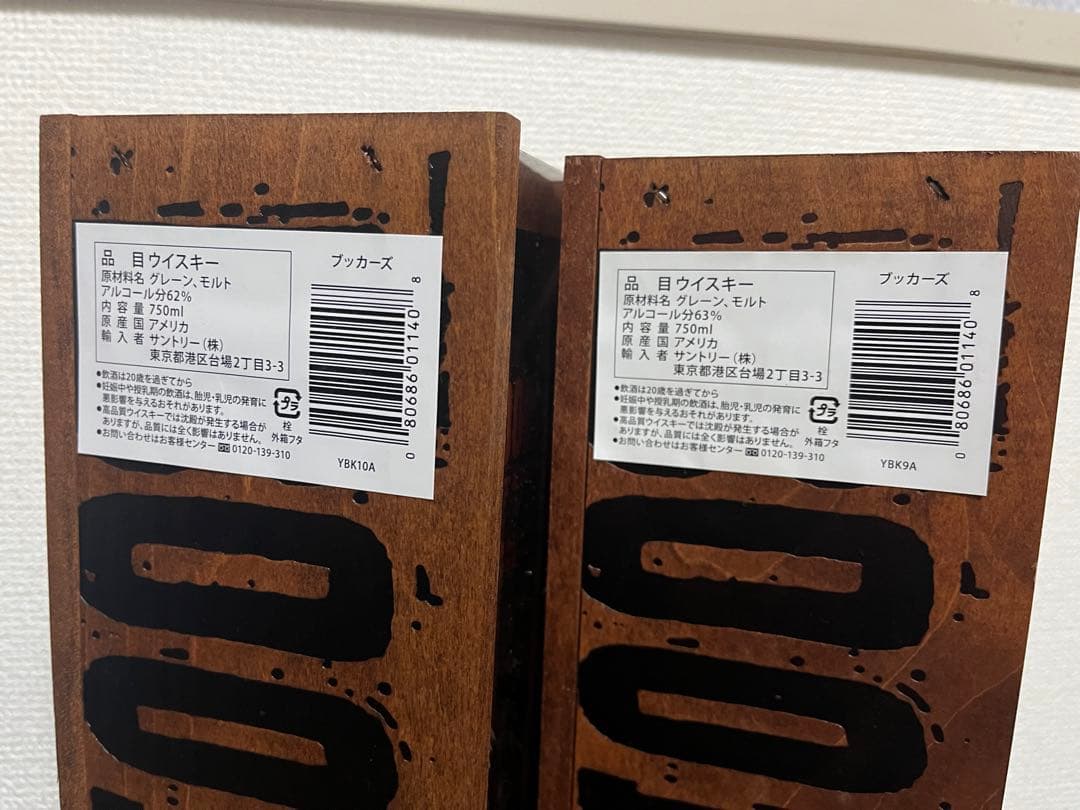 品　目 ウイスキー
原材料名 グレーン、モルト
アルコール分62%
内 容 量 750ml
原 産 国 アメリカ
輸 入 者 サントリー(株)
東京都港区台場2丁目3-3
●飲酒は20歳を過ぎてから
●妊娠中や授乳期の飲酒は、胎児・乳児の発育に
悪影響を与えるおそれがあります。
●高品質ウイスキーでは沈殿が発生する場合が
ありますが、品質には全く影響はありません。
●お問い合わせはお客様センター 0120-139-310
プラ
栓
外箱フタ
ブッカーズ
0 80686 01140 8
YBK10A
品　目 ウイスキー
原材料名 グレーン、モルト
アルコール分63%
内 容 量 750ml
原 産 国 アメリカ
輸 入 者 サントリー(株)
東京都港区台場2丁目3-3
●飲酒は20歳を過ぎてから
●妊娠中や授乳期の飲酒は、胎児・乳児の発育に
悪影響を与えるおそれがあります。
●高品質ウイスキーでは沈殿が発生する場合が
ありますが、品質には全く影響はありません。
●お問い合わせはお客様センター 0120-139-310
プラ
栓
外箱フタ
ブッカーズ
0 80686 01140 8
YBK9A